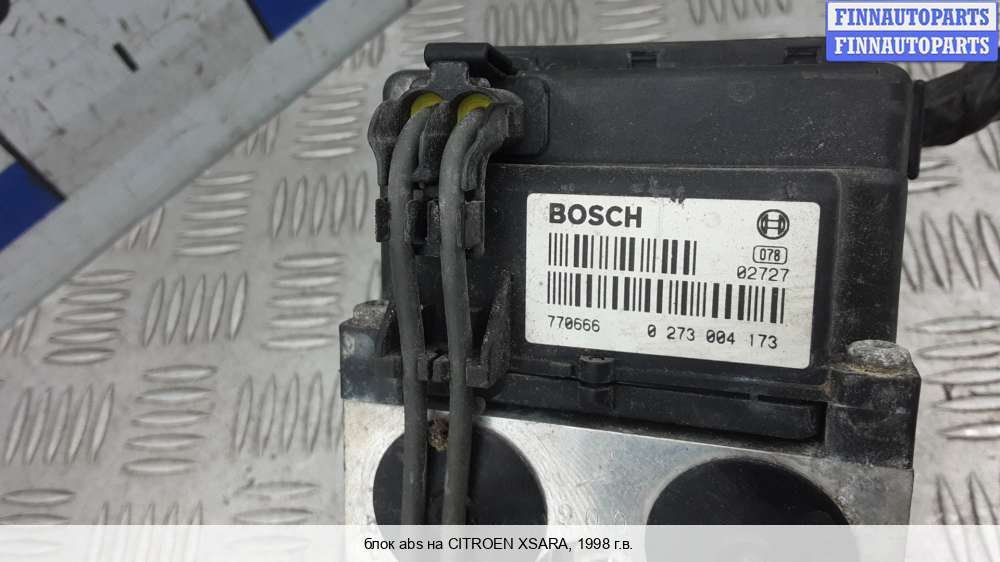 FINNAUTOPARTS
FINNAUTOPARTS
BOSCH
078
02727
770666 0 273 004 173
блок abs на CITROEN XSARA, 1998 г.в.